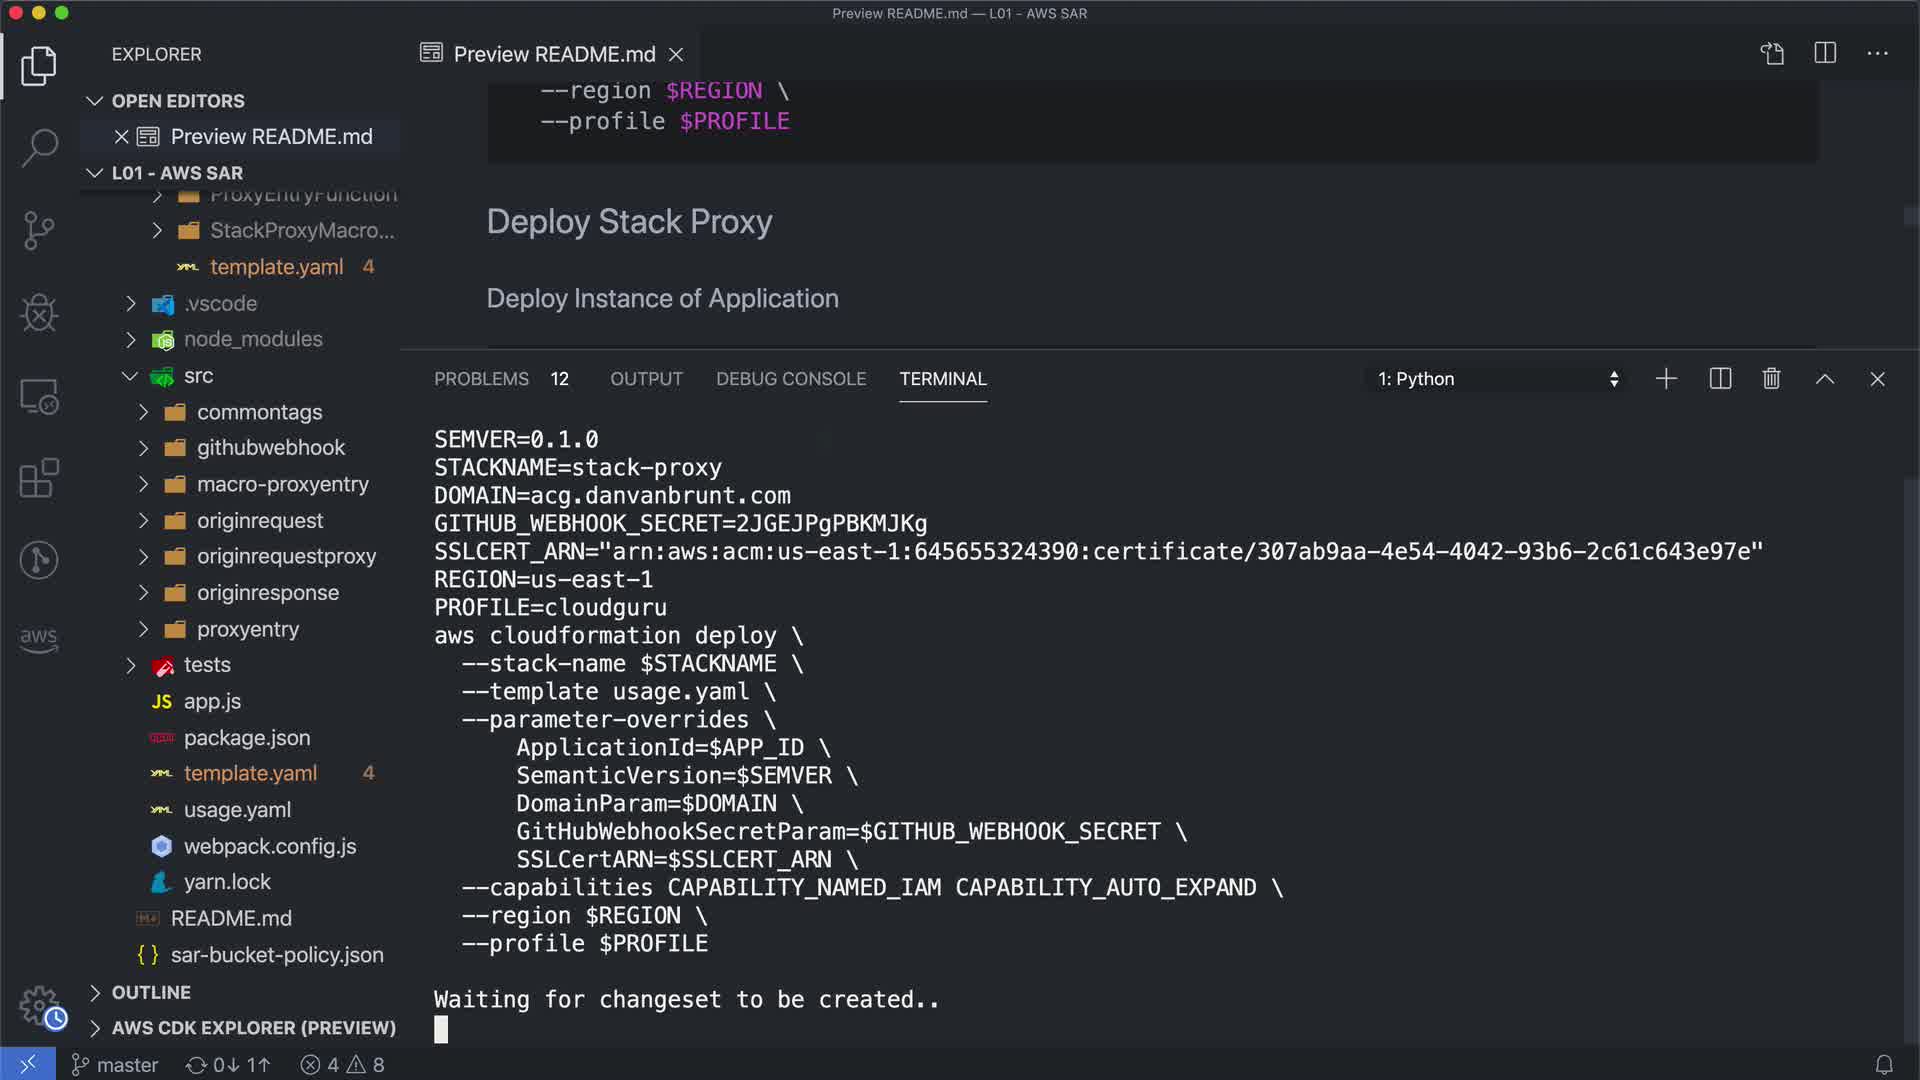 Preview README.md — L01 - AWS SAR
EXPLORER
OPEN EDITORS
Preview README.md
L01 - AWS SAR
ProxyEntryFunction
StackProxyMacro...
template.yaml 4
.vscode
node_modules
src
commontags
githubwebhook
macro-proxyentry
originrequest
originrequestproxy
originresponse
proxyentry
tests
JS app.js
package.json
template.yaml 4
usage.yaml
webpack.config.js
yarn.lock
README.md
{ } sar-bucket-policy.json
OUTLINE
AWS CDK EXPLORER (PREVIEW)
aws
master 0↓ 1↑ 4 8
Preview README.md
--region $REGION \
--profile $PROFILE
Deploy Stack Proxy
Deploy Instance of Application
PROBLEMS 12 OUTPUT DEBUG CONSOLE TERMINAL 1: Python
SEMVER=0.1.0
STACKNAME=stack-proxy
DOMAIN=acg.danvanbrunt.com
GITHUB_WEBHOOK_SECRET=2JGEJPgPBKMJKg
SSLCERT_ARN="arn:aws:acm:us-east-1:645655324390:certificate/307ab9aa-4e54-4042-93b6-2c61c643e97e"
REGION=us-east-1
PROFILE=cloudguru
aws cloudformation deploy \
--stack-name $STACKNAME \
--template usage.yaml \
--parameter-overrides \
ApplicationId=$APP_ID \
SemanticVersion=$SEMVER \
DomainParam=$DOMAIN \
GitHubWebhookSecretParam=$GITHUB_WEBHOOK_SECRET \
SSLCertARN=$SSLCERT_ARN \
--capabilities CAPABILITY_NAMED_IAM CAPABILITY_AUTO_EXPAND \
--region $REGION \
--profile $PROFILE
Waiting for changeset to be created..